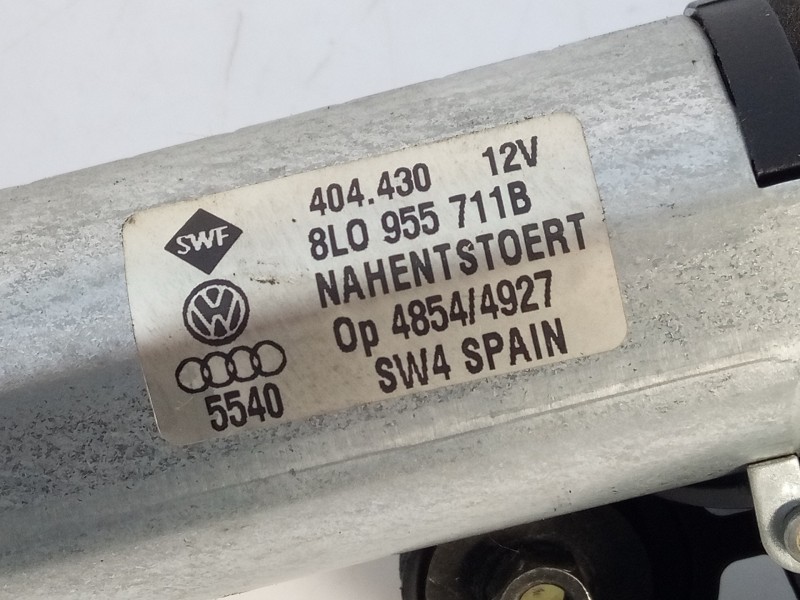 404.430 12V
SWF 8L0 955 711B
NAHENTSTOERT
Op 4854/4927
5540 SW4 SPAIN